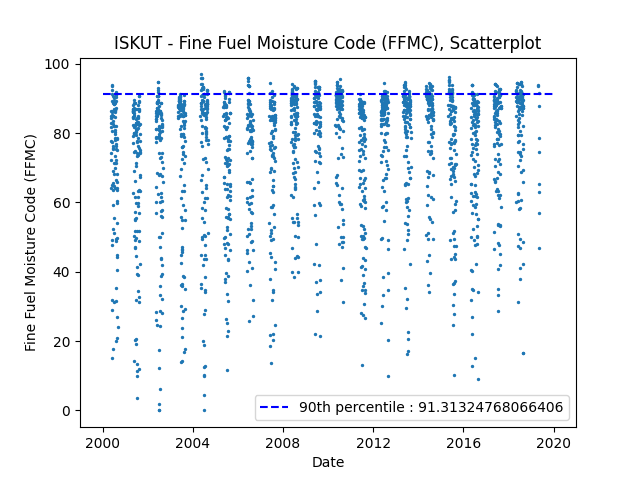 ISKUT - Fine Fuel Moisture Code (FFMC), Scatterplot
100
80
60
40
20
0
Fine Fuel Moisture Code (FFMC)
90th percentile : 91.31324768066406
2000 2004 2008 2012 2016 2020
Date